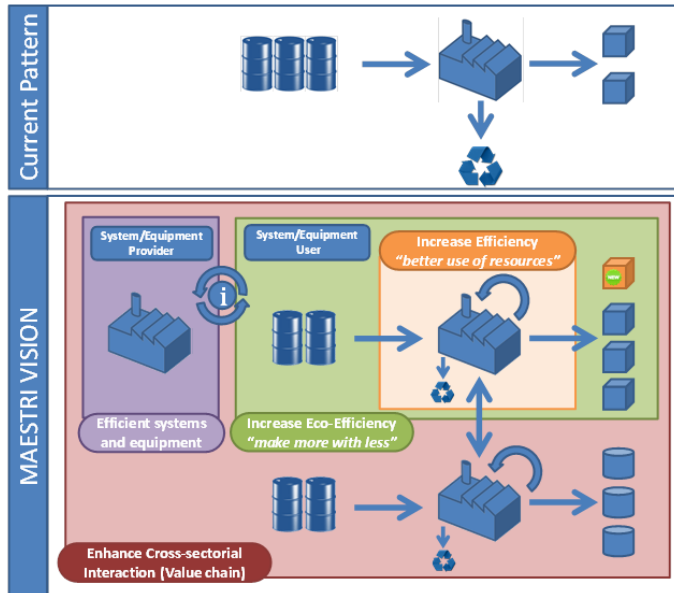 Current Pattern
MAESTRI VISION
System/Equipment
Provider
System/Equipment
User
Increase Efficiency
“better use of resources”
i
NEW
Efficient systems
and equipment
Increase Eco-Efficiency
“make more with less”
Enhance Cross-sectorial
Interaction (Value chain)